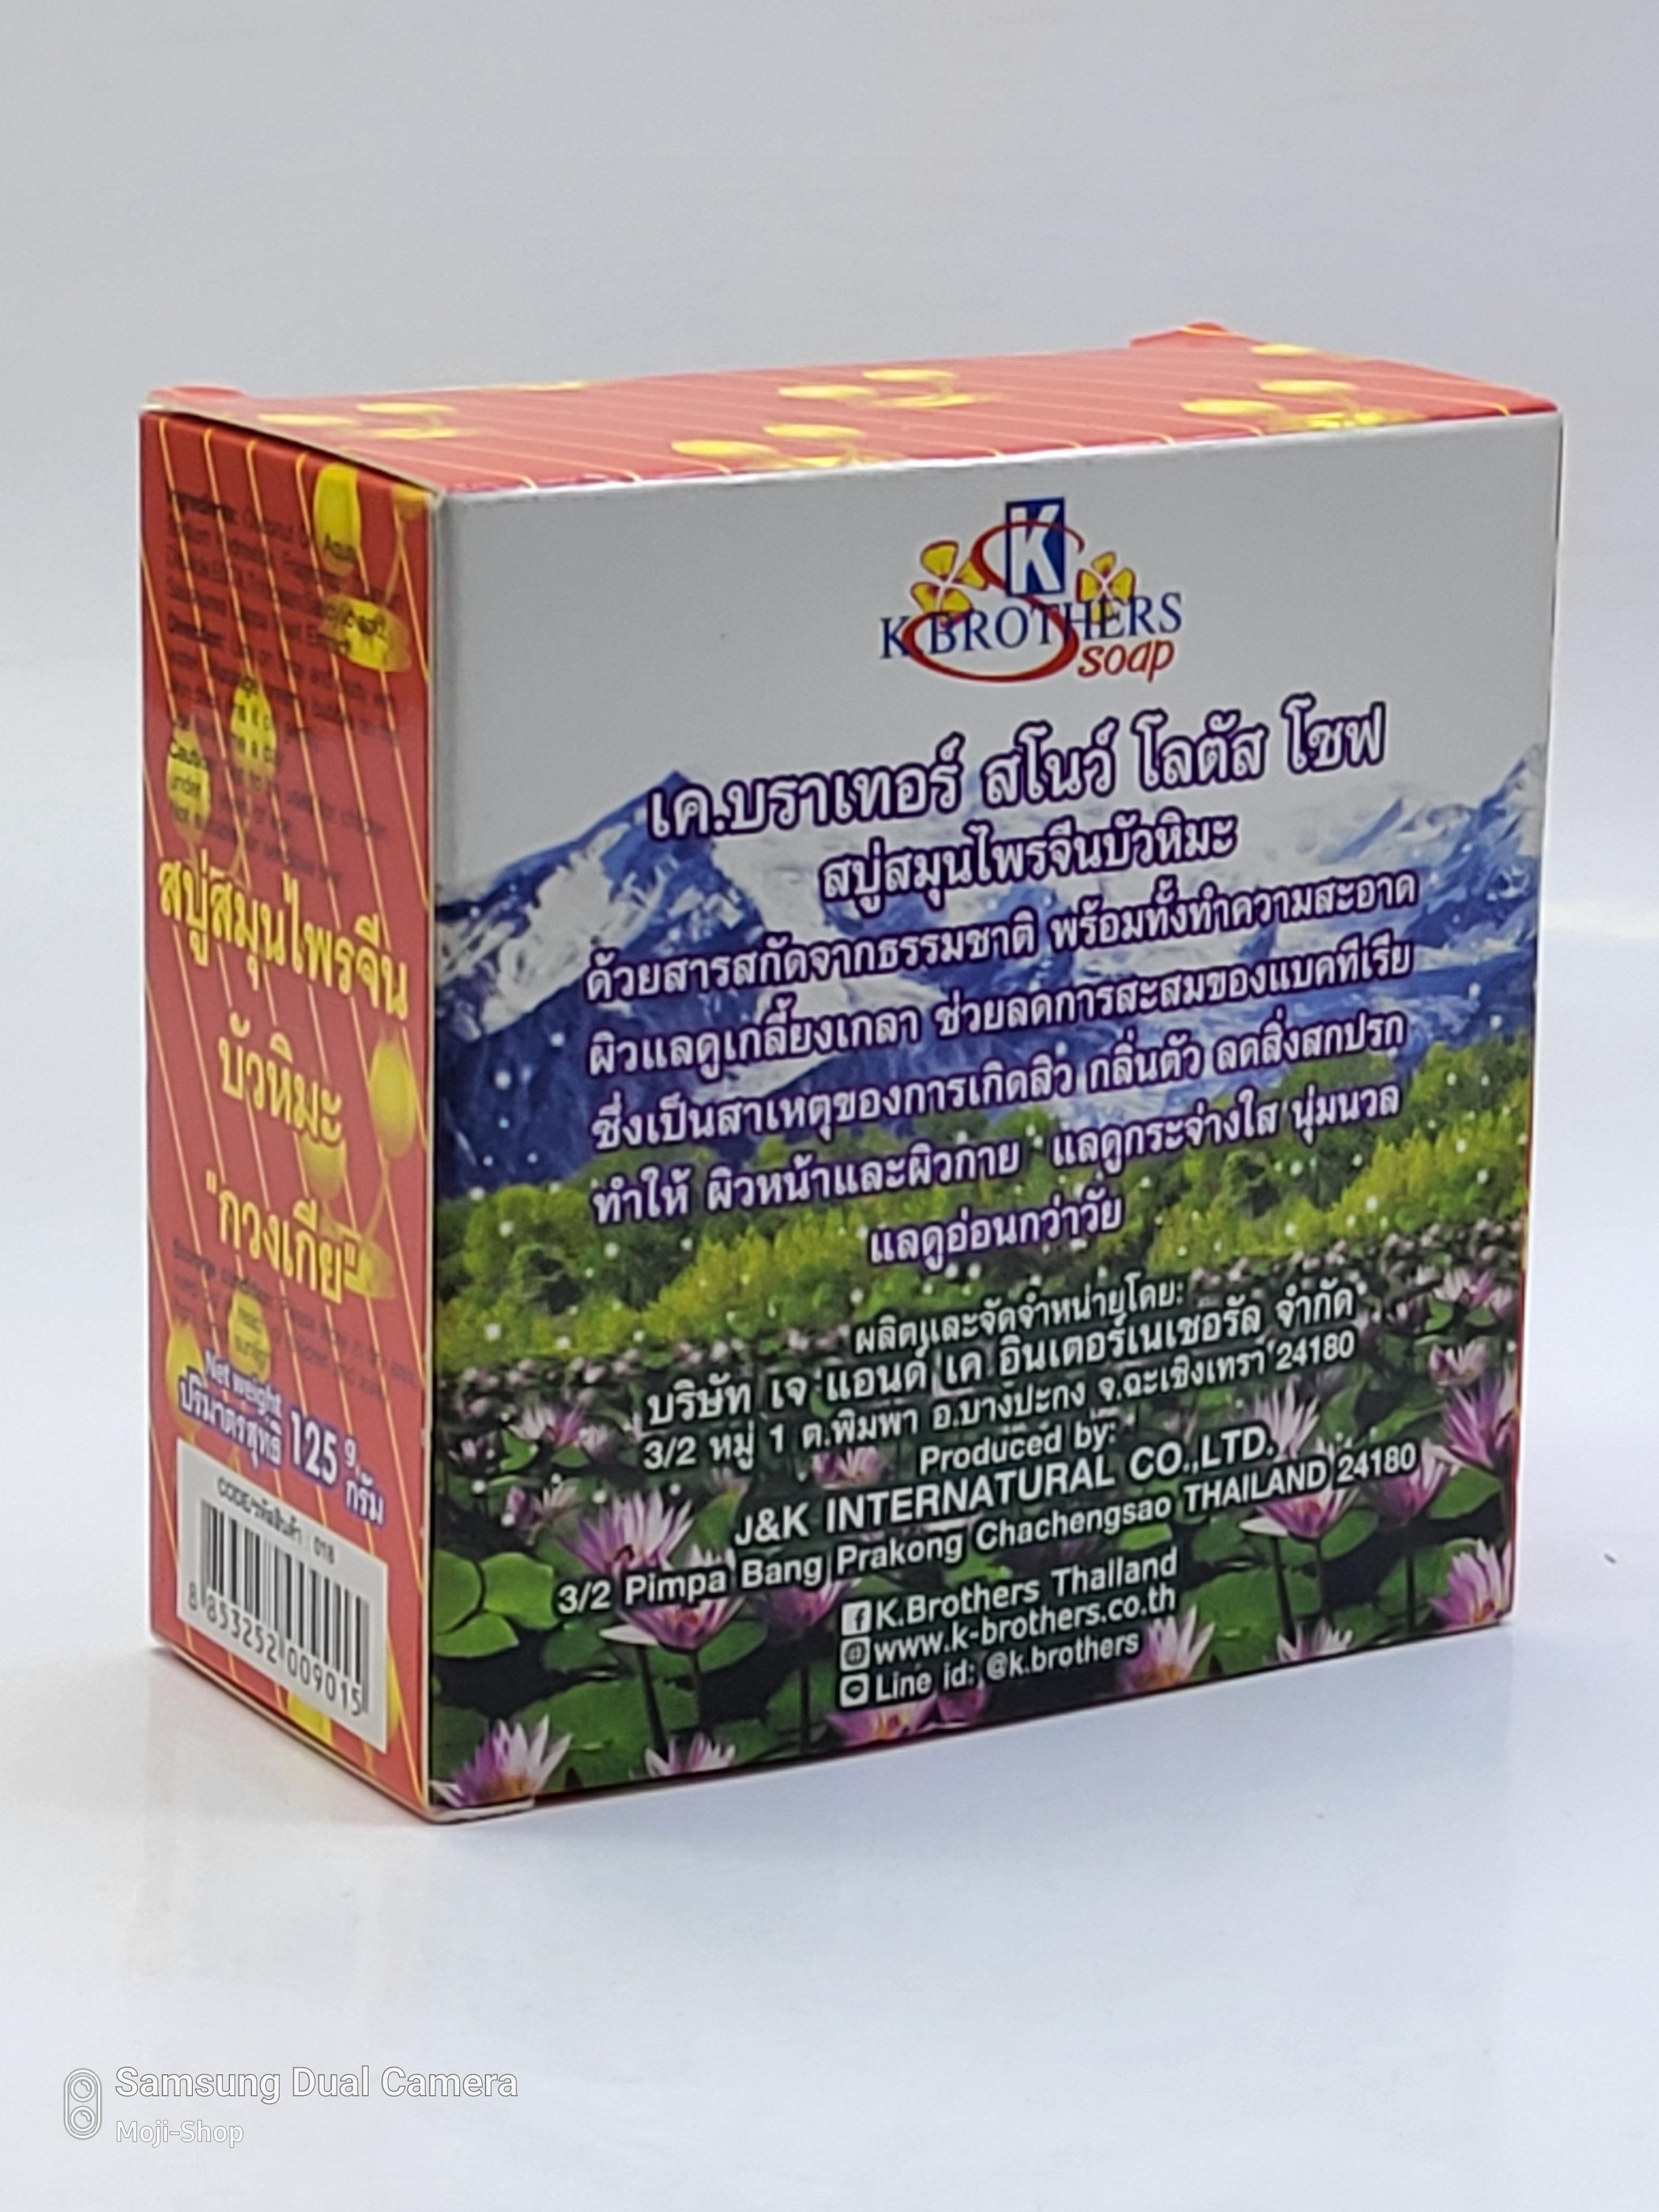 K
K.BROTHERS
soap
เค.บราเทอร์ สโนว์ โลตัส โซฟ
สบู่สมุนไพรจีนบัวหิมะ
ด้วยสารสกัดจากธรรมชาติ พร้อมทั้งทำความสะอาด
ผิวแลดูเกลี้ยงเกลา ช่วยลดการสะสมของแบคทีเรีย
ซึ่งเป็นสาเหตุของการเกิดสิว กลิ่นตัว ลดสิ่งสกปรก
ทำให้ ผิวหน้าและผิวกาย แลดูกระจ่างใส นุ่มนวล
แลดูอ่อนกว่าวัย
ผลิตและจัดจำหน่ายโดย:
บริษัท เจ แอนด์ เค อินเตอร์เนเชอรัล จำกัด
3/2 หมู่ 1 ต.พิมพา อ.บางปะกง จ.ฉะเชิงเทรา 24180
Produced by:
J&K INTERNATURAL CO.,LTD.
3/2 Pimpa Bang Prakong Chachengsao THAILAND 24180
K.Brothers Thailand
www.k-brothers.co.th
Line id: @k.brothers
สบู่สมุนไพรจีน
บัวหิมะ
"กวงเกีย"
Net weight
ปริมาตรสุทธิ 125 g. กรัม
CODE/รหัสสินค้า : 018
8 853252 009015
Samsung Dual Camera
Moji-Shop